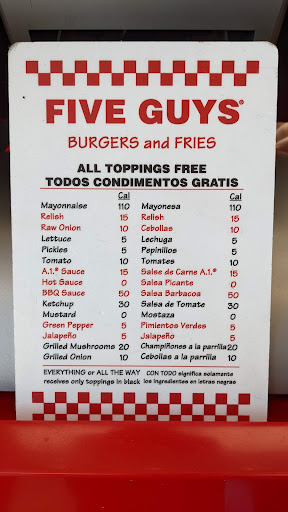 FIVE GUYS®
BURGERS and FRIES
ALL TOPPINGS FREE
TODOS CONDIMENTOS GRATIS
Cal Cal
Mayonnaise 110 Mayonesa 110
Relish 15 Relish 15
Raw Onion 10 Cebollas 10
Lettuce 5 Lechuga 5
Pickles 5 Pepinillos 5
Tomato 10 Tomates 10
A.1.® Sauce 15 Salse de Carne A.1.® 15
Hot Sauce 0 Salsa Picante 0
BBQ Sauce 50 Salsa Barbacoa 50
Ketchup 30 Salsa de Tomate 30
Mustard 0 Mostaza 0
Green Pepper 5 Pimientos Verdes 5
Jalapeño 5 Jalapeño 5
Grilled Mushrooms 20 Champiñones a la parrilla 20
Grilled Onion 10 Cebollas a la parrilla 10
EVERYTHING or ALL THE WAY CON TODO significa solamente
receives only toppings in black los ingredientes en letras negras